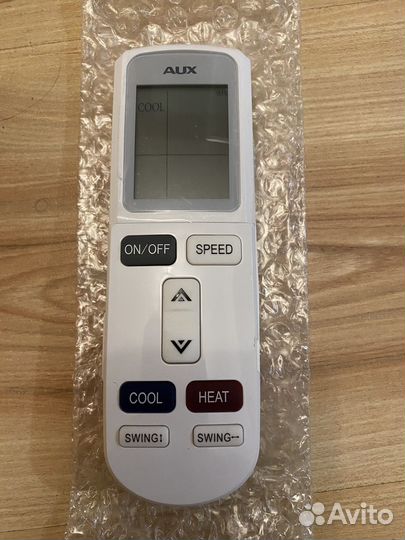 AUX
COOL
ON/OFF SPEED
COOL HEAT
SWING↕ SWING↔
Avito